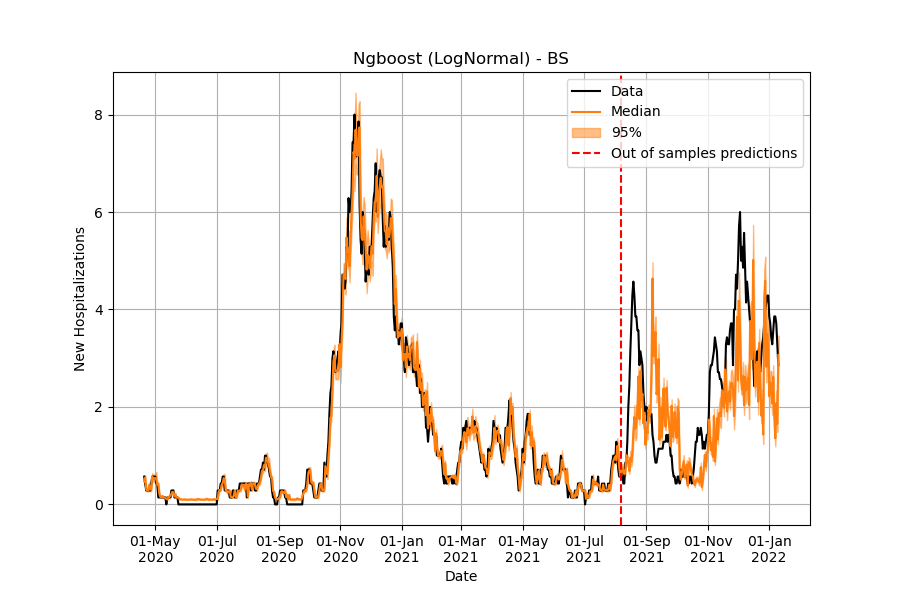 Ngboost (LogNormal) - BS
Data
Median
95%
Out of samples predictions
New Hospitalizations
8
6
4
2
0
01-May 01-Jul 01-Sep 01-Nov 01-Jan 01-Mar 01-May 01-Jul 01-Sep 01-Nov 01-Jan
2020 2020 2020 2020 2021 2021 2021 2021 2021 2021 2022
Date